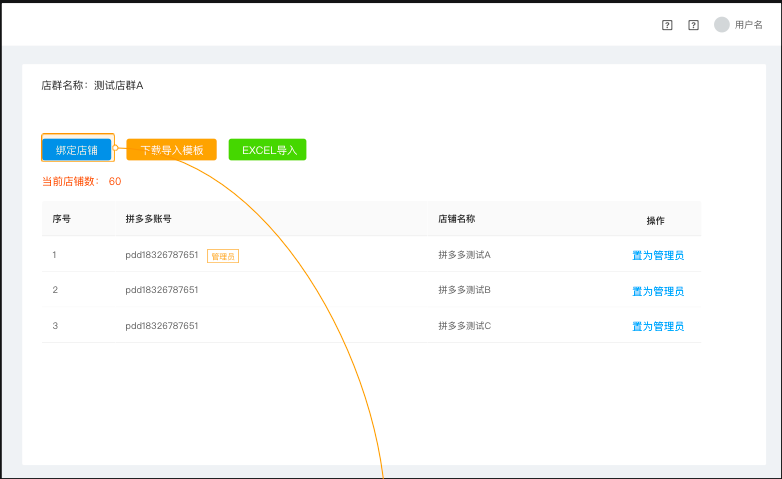 用户名
店群名称：测试店群A
绑定店铺 下载导入模板 EXCEL导入
当前店铺数： 60
序号 拼多多账号 店铺名称 操作
1 pdd18326787651 管理员 拼多多测试A 置为管理员
2 pdd18326787651 拼多多测试B 置为管理员
3 pdd18326787651 拼多多测试C 置为管理员